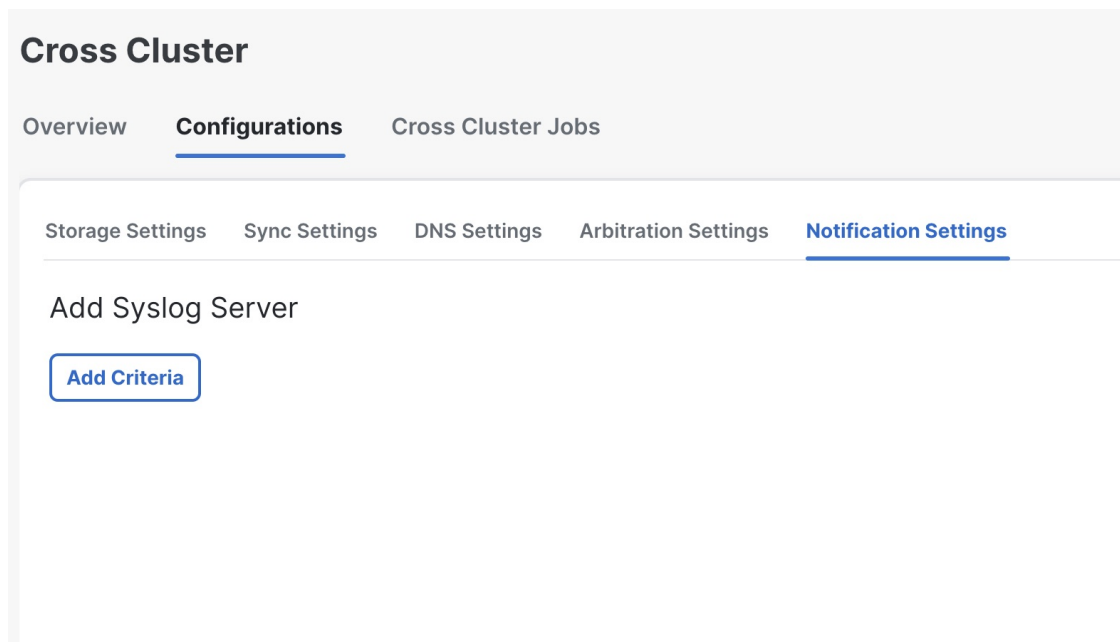 Cross Cluster
Overview Configurations Cross Cluster Jobs
Storage Settings Sync Settings DNS Settings Arbitration Settings Notification Settings
Add Syslog Server
Add Criteria